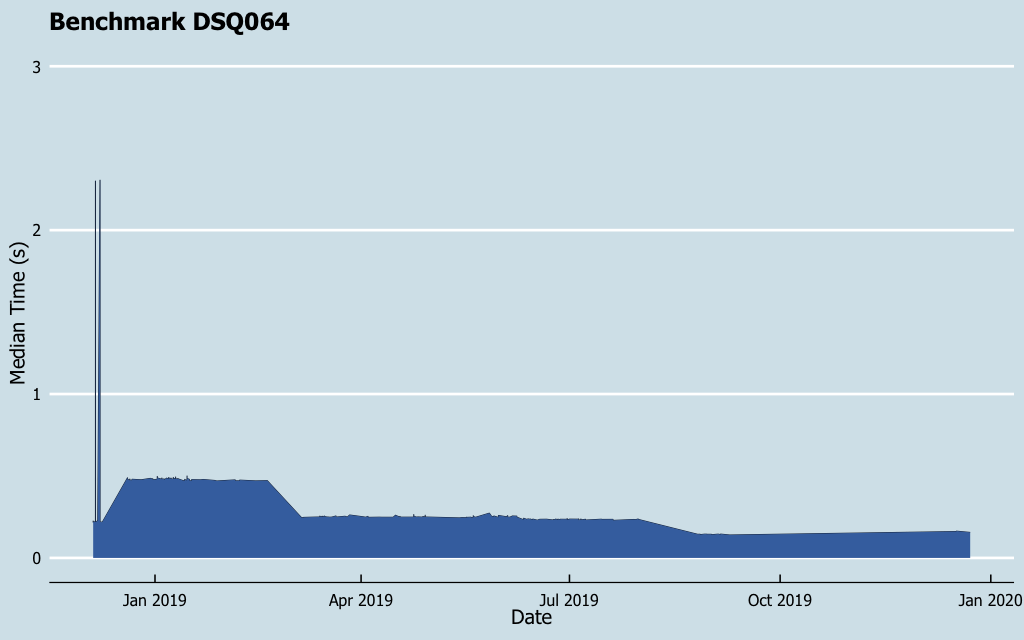 Benchmark DSQ064
3
2
1
0
Median Time (s)
Jan 2019
Apr 2019
Jul 2019
Oct 2019
Jan 2020
Date